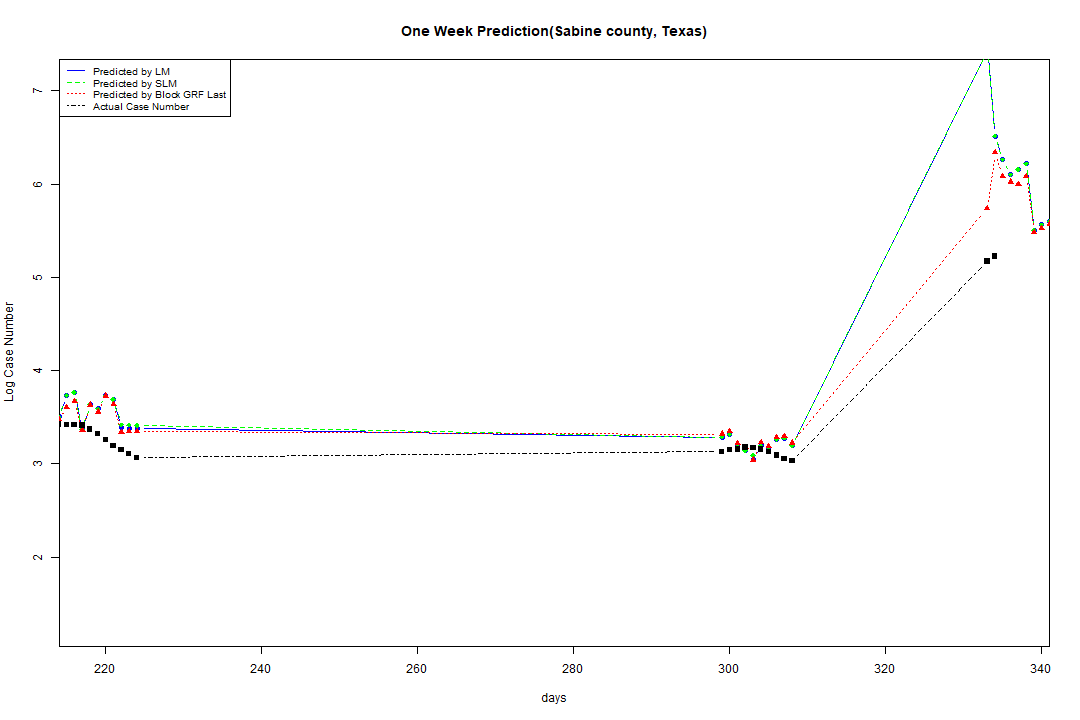 One Week Prediction(Sabine county, Texas)
Predicted by LM
Predicted by SLM
Predicted by Block GRF Last
Actual Case Number
7
6
5
4
3
2
Log Case Number
220 240 260 280 300 320 340
days